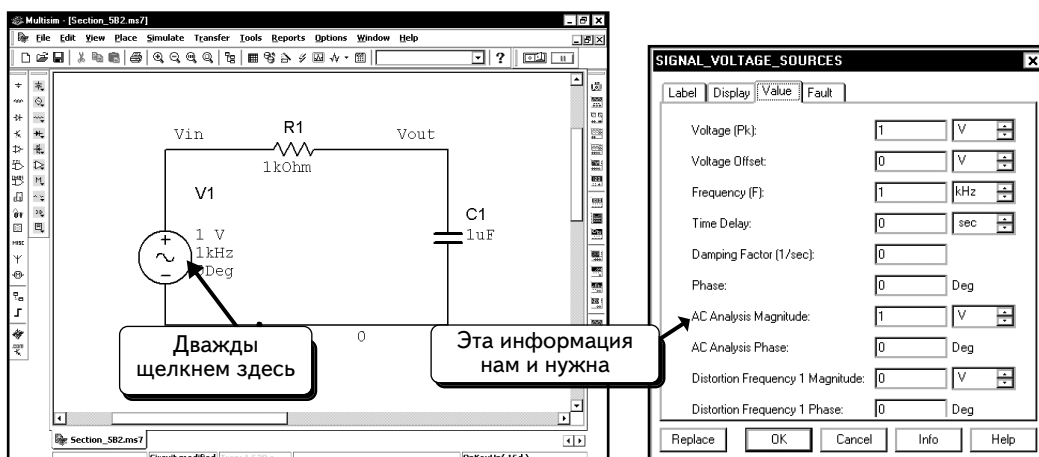 Multisim - [Section_5B2.ms7]
File Edit View Place Simulate Transfer Tools Reports Options Window Help
Vin
R1
Vout
1kOhm
V1
1 V
1kHz
Deg
C1
1uF
0
MISC
.com
Дважды
щелкнем здесь
Эта информация
нам и нужна
Section_5B2.ms7
SIGNAL_VOLTAGE_SOURCES
Label Display Value Fault
Voltage (Pk): 1 V
Voltage Offset: 0 V
Frequency (F): 1 kHz
Time Delay: 0 sec
Damping Factor (1/sec): 0
Phase: 0 Deg
AC Analysis Magnitude: 1 V
AC Analysis Phase: 0 Deg
Distortion Frequency 1 Magnitude: 0 V
Distortion Frequency 1 Phase: 0 Deg
Replace OK Cancel Info Help